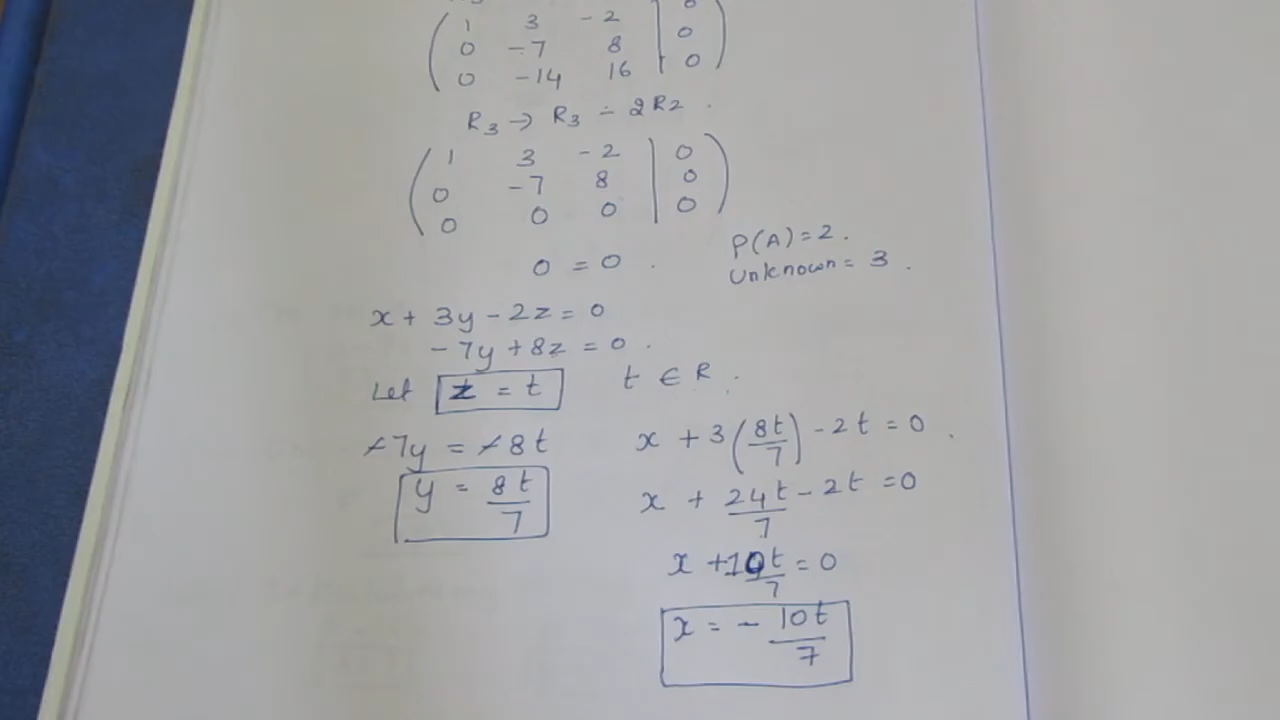 1 3 -2 | 0
0 -7 8 | 0
0 -14 16 | 0
R3 → R3 - 2R2 .
1 3 -2 | 0
0 -7 8 | 0
0 0 0 | 0
0 = 0 .
ρ(A) = 2 .
Unknown = 3 .
x + 3y - 2z = 0
-7y + 8z = 0 .
Let z = t t ∈ R .
-7y = -8t
y = 8t/7
x + 3(8t/7) - 2t = 0 .
x + 24t/7 - 2t = 0
x + 10t/7 = 0
x = - 10t/7